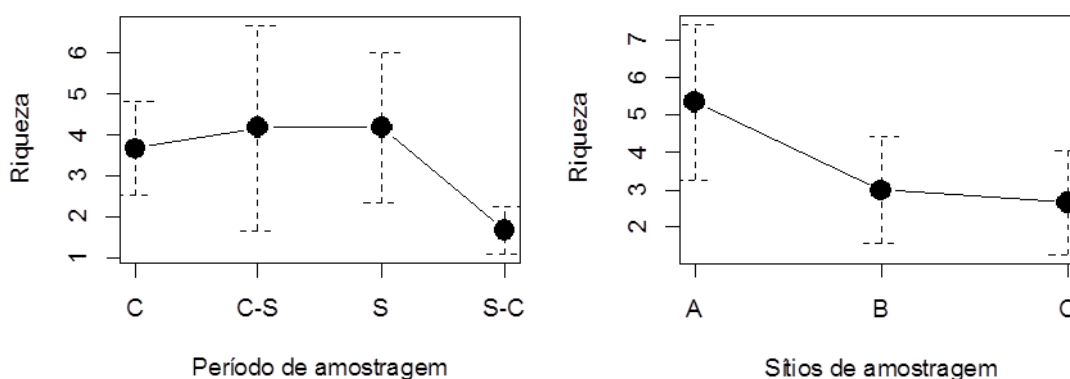 Riqueza
6
5
4
3
2
1
C
C-S
S
S-C
Período de amostragem
Riqueza
7
6
5
4
3
2
A
B
Sítios de amostragem